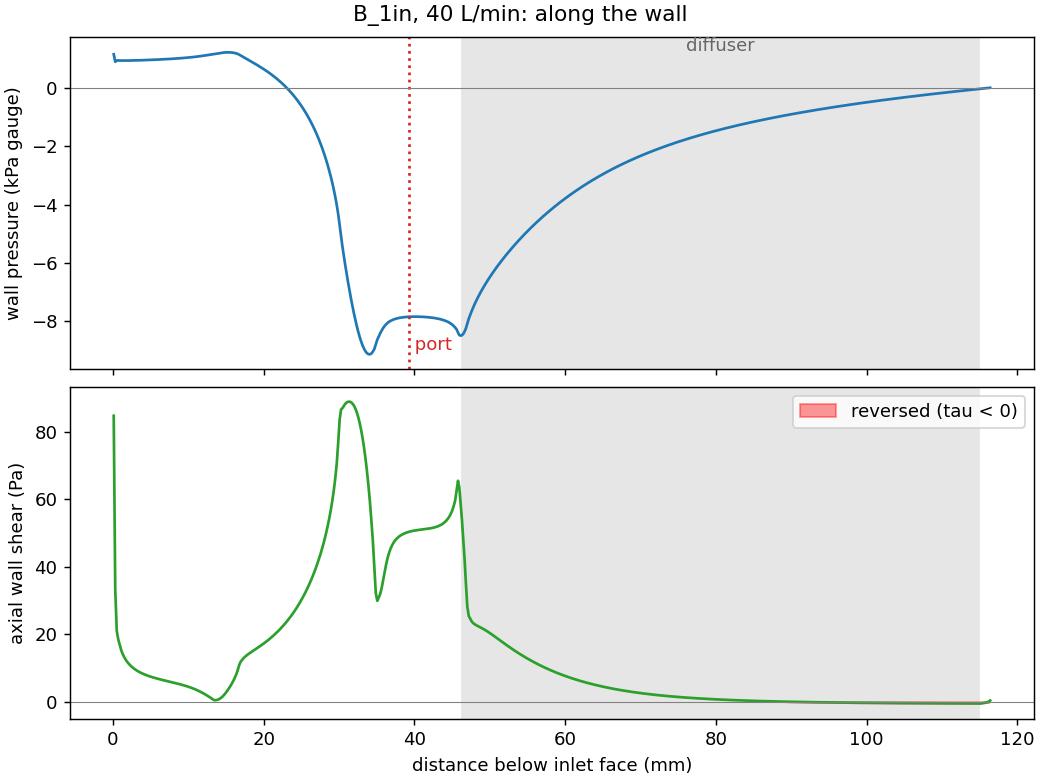 B_1in, 40 L/min: along the wall
diffuser
wall pressure (kPa gauge)
0
−2
−4
−6
−8
port
axial wall shear (Pa)
80
60
40
20
0
reversed (tau < 0)
0 20 40 60 80 100 120
distance below inlet face (mm)